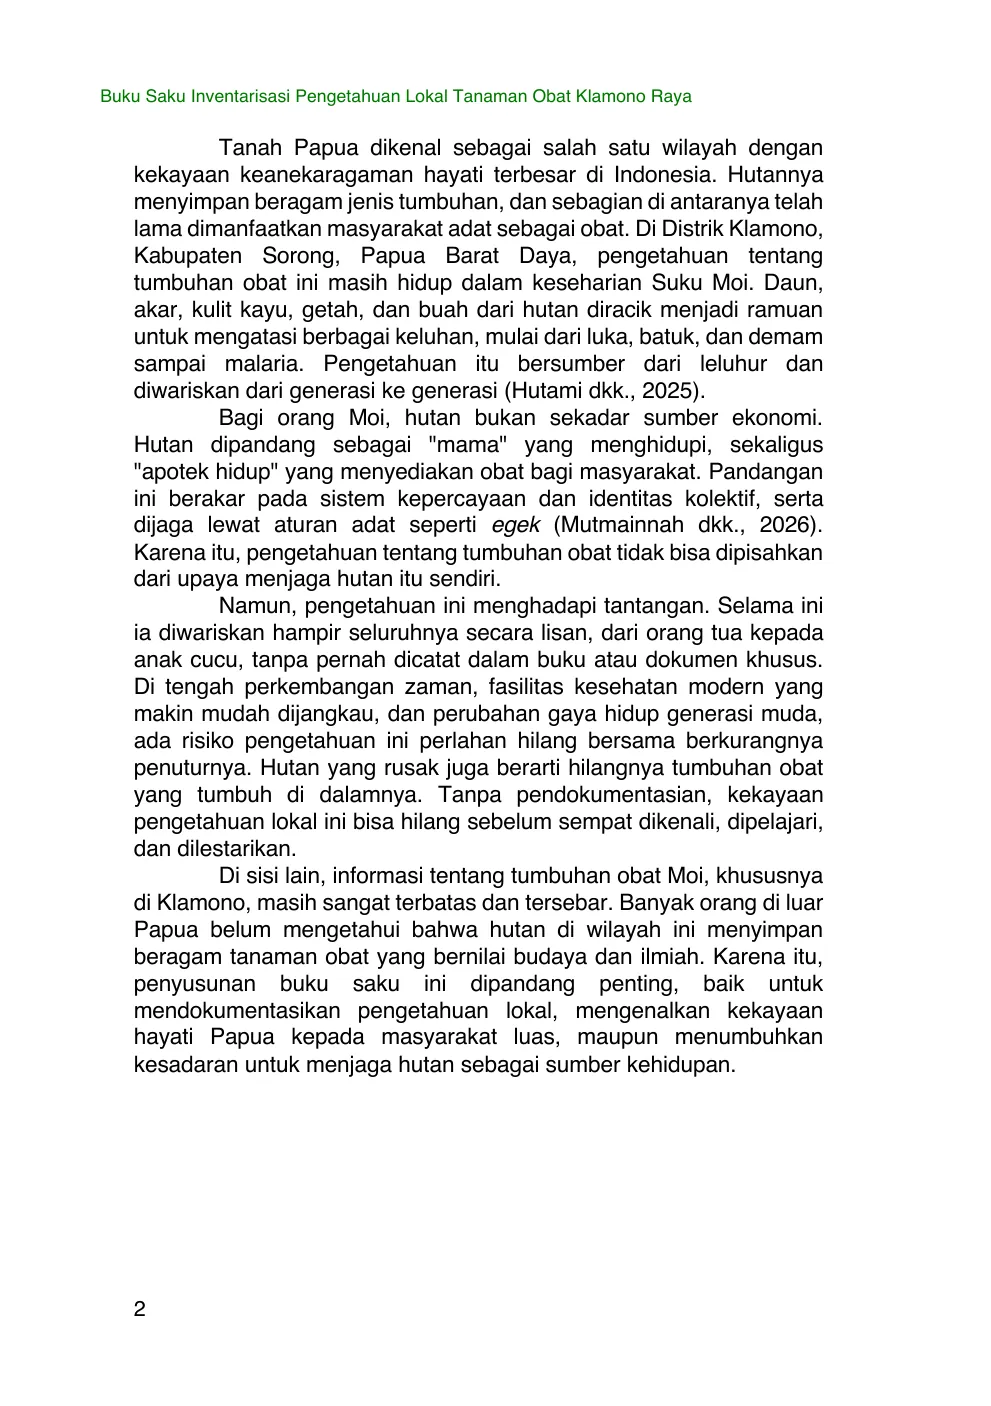 Buku Saku Inventarisasi Pengetahuan Lokal Tanaman Obat Klamono Raya
Tanah Papua dikenal sebagai salah satu wilayah dengan
kekayaan keanekaragaman hayati terbesar di Indonesia. Hutannya
menyimpan beragam jenis tumbuhan, dan sebagian di antaranya telah
lama dimanfaatkan masyarakat adat sebagai obat. Di Distrik Klamono,
Kabupaten Sorong, Papua Barat Daya, pengetahuan tentang
tumbuhan obat ini masih hidup dalam keseharian Suku Moi. Daun,
akar, kulit kayu, getah, dan buah dari hutan diracik menjadi ramuan
untuk mengatasi berbagai keluhan, mulai dari luka, batuk, dan demam
sampai malaria. Pengetahuan itu bersumber dari leluhur dan
diwariskan dari generasi ke generasi (Hutami dkk., 2025).
Bagi orang Moi, hutan bukan sekadar sumber ekonomi.
Hutan dipandang sebagai "mama" yang menghidupi, sekaligus
"apotek hidup" yang menyediakan obat bagi masyarakat. Pandangan
ini berakar pada sistem kepercayaan dan identitas kolektif, serta
dijaga lewat aturan adat seperti egek (Mutmainnah dkk., 2026).
Karena itu, pengetahuan tentang tumbuhan obat tidak bisa dipisahkan
dari upaya menjaga hutan itu sendiri.
Namun, pengetahuan ini menghadapi tantangan. Selama ini
ia diwariskan hampir seluruhnya secara lisan, dari orang tua kepada
anak cucu, tanpa pernah dicatat dalam buku atau dokumen khusus.
Di tengah perkembangan zaman, fasilitas kesehatan modern yang
makin mudah dijangkau, dan perubahan gaya hidup generasi muda,
ada risiko pengetahuan ini perlahan hilang bersama berkurangnya
penuturnya. Hutan yang rusak juga berarti hilangnya tumbuhan obat
yang tumbuh di dalamnya. Tanpa pendokumentasian, kekayaan
pengetahuan lokal ini bisa hilang sebelum sempat dikenali, dipelajari,
dan dilestarikan.
Di sisi lain, informasi tentang tumbuhan obat Moi, khususnya
di Klamono, masih sangat terbatas dan tersebar. Banyak orang di luar
Papua belum mengetahui bahwa hutan di wilayah ini menyimpan
beragam tanaman obat yang bernilai budaya dan ilmiah. Karena itu,
penyusunan buku saku ini dipandang penting, baik untuk
mendokumentasikan pengetahuan lokal, mengenalkan kekayaan
hayati Papua kepada masyarakat luas, maupun menumbuhkan
kesadaran untuk menjaga hutan sebagai sumber kehidupan.
2